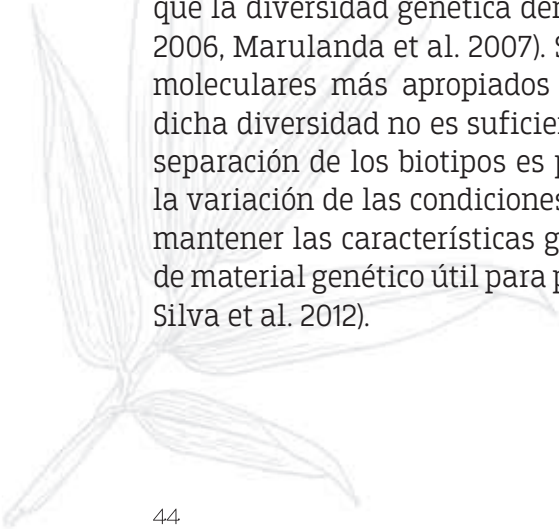 que la diversidad genética
2006, Marulanda et al. 2007).
moleculares más apropiados
dicha diversidad no es
separación de los biotipos es
la variación de las condiciones
mantener las características
de material genético útil para
Silva et al. 2012).
44